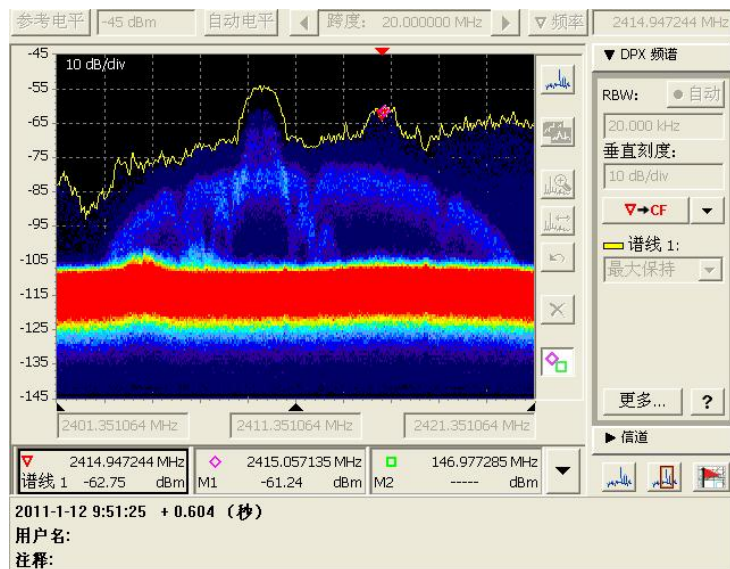 参考电平 -45 dBm 自动电平 跨度: 20.000000 MHz ▽频率 2414.947244 MHz
-45
10 dB/div
-55
-65
-75
-85
-95
-105
-115
-125
-135
-145
2401.351064 MHz 2411.351064 MHz 2421.351064 MHz
▼ DPX 频谱
RBW: 自动
20.000 kHz
垂直刻度:
10 dB/div
▽→CF
谱线 1:
最大保持
更多... ?
▶ 信道
2414.947244 MHz
谱线 1 -62.75 dBm
2415.057135 MHz
M1 -61.24 dBm
146.977285 MHz
M2 ----- dBm
2011-1-12 9:51:25 + 0.604 (秒)
用户名:
注释: